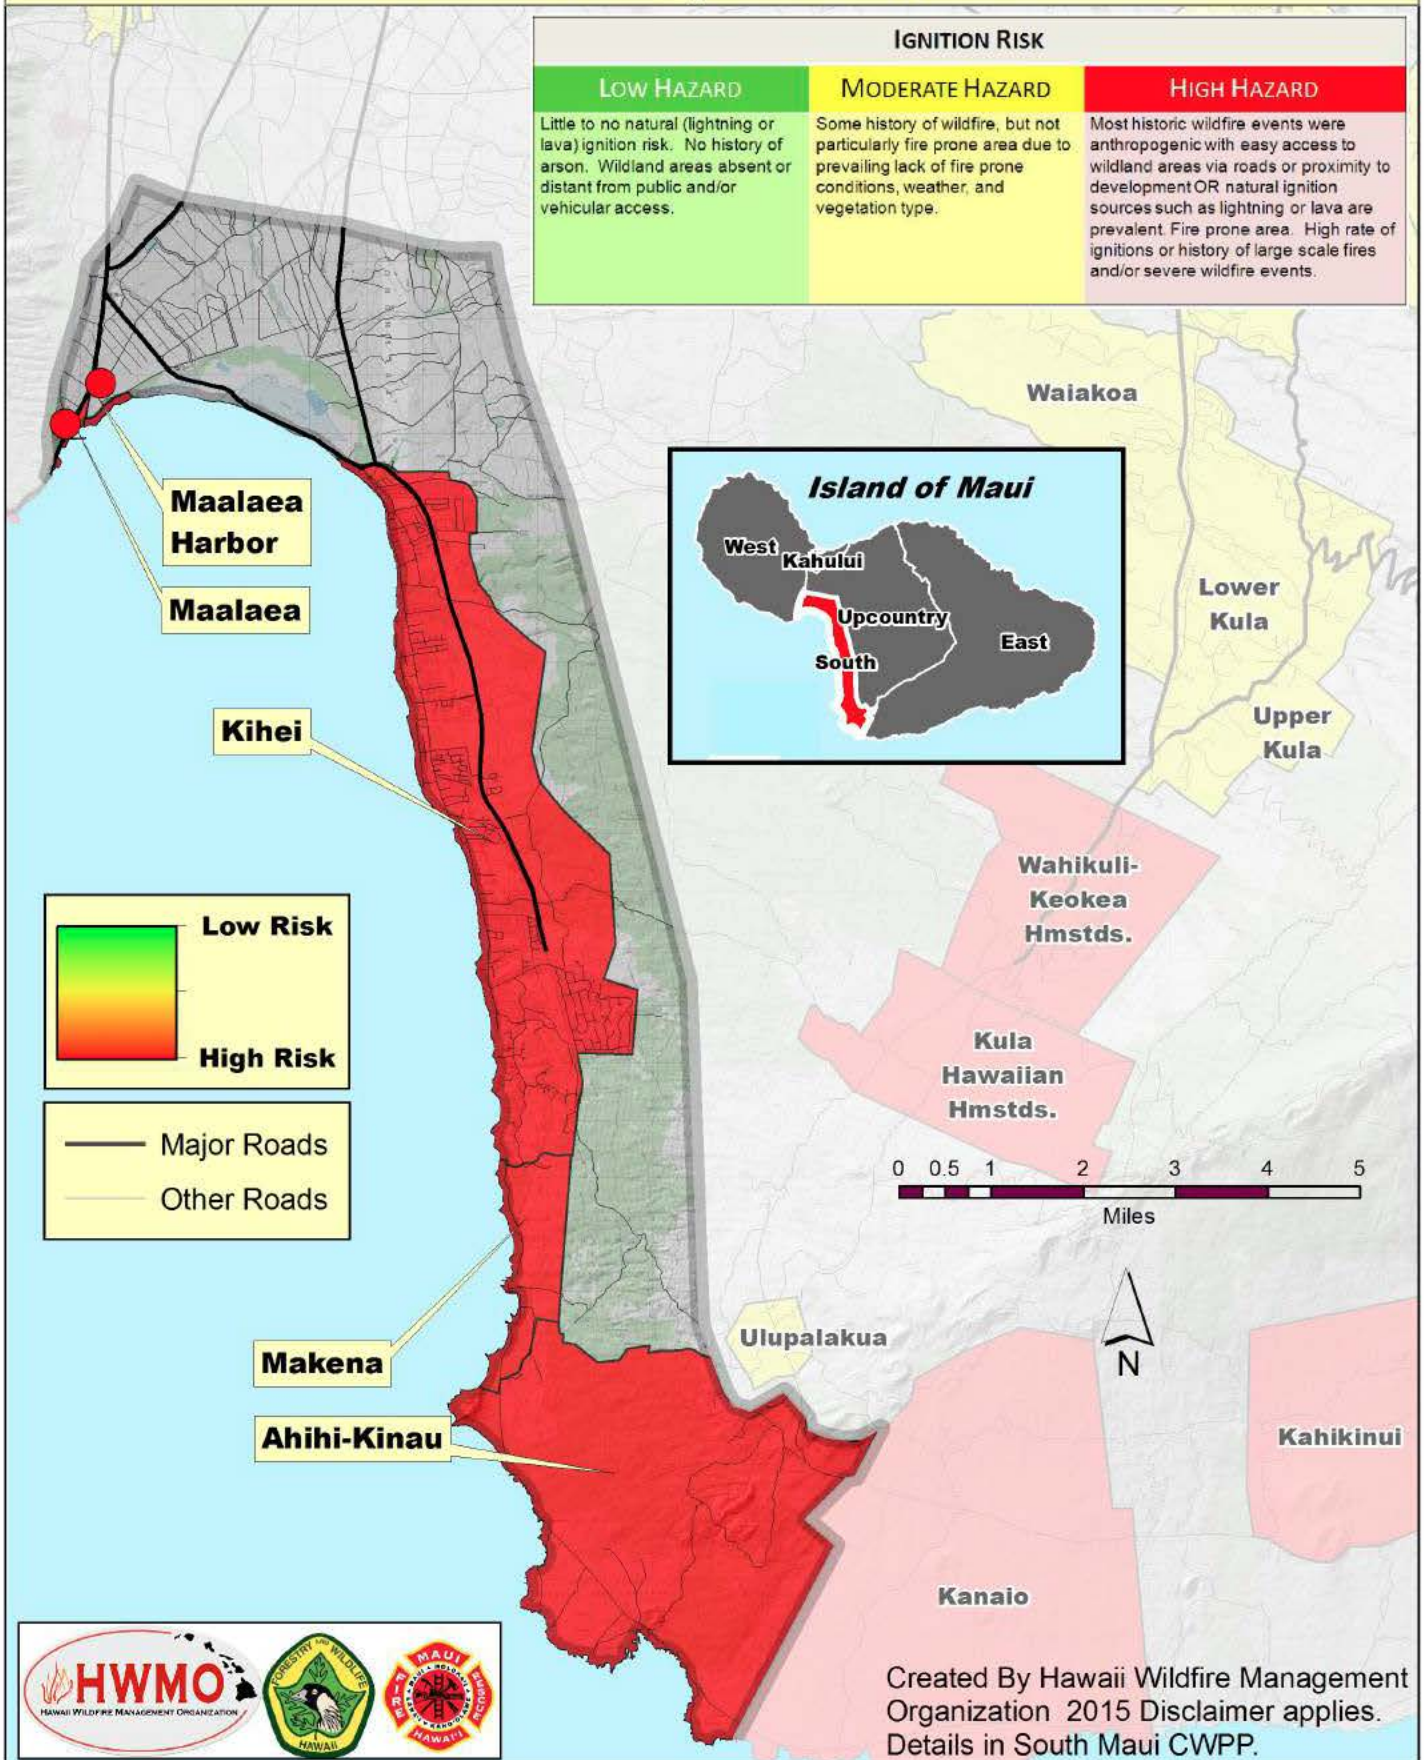 IGNITION RISK
LOW HAZARD
MODERATE HAZARD
HIGH HAZARD
Little to no natural (lightning or
lava) ignition risk. No history of
arson. Wildland areas absent or
distant from public and/or
vehicular access.
Some history of wildfire, but not
particularly fire prone area due to
prevailing lack of fire prone
conditions, weather, and
vegetation type.
Most historic wildfire events were
anthropogenic with easy access to
wildland areas via roads or proximity to
development OR natural ignition
sources such as lightning or lava are
prevalent. Fire prone area. High rate of
ignitions or history of large scale fires
and/or severe wildfire events.
Waiakoa
Island of Maui
West
Kahului
Upcountry
East
South
Maalaea
Harbor
Maalaea
Lower
Kula
Kihei
Upper
Kula
Wahikuli-
Keokea
Hmstds.
Low Risk
High Risk
Kula
Hawaiian
Hmstds.
Major Roads
Other Roads
0 0.5 1 2 3 4 5
Miles
Ulupalakua
N
Makena
Ahihi-Kinau
Kahikinui
Kanaio
HWMO
HAWAII WILDFIRE MANAGEMENT ORGANIZATION
FORESTRY AND WILDLIFE
HAWAII
MAUI
FIRE
RESCUE
HAWAI'I
Created By Hawaii Wildfire Management
Organization 2015 Disclaimer applies.
Details in South Maui CWPP.